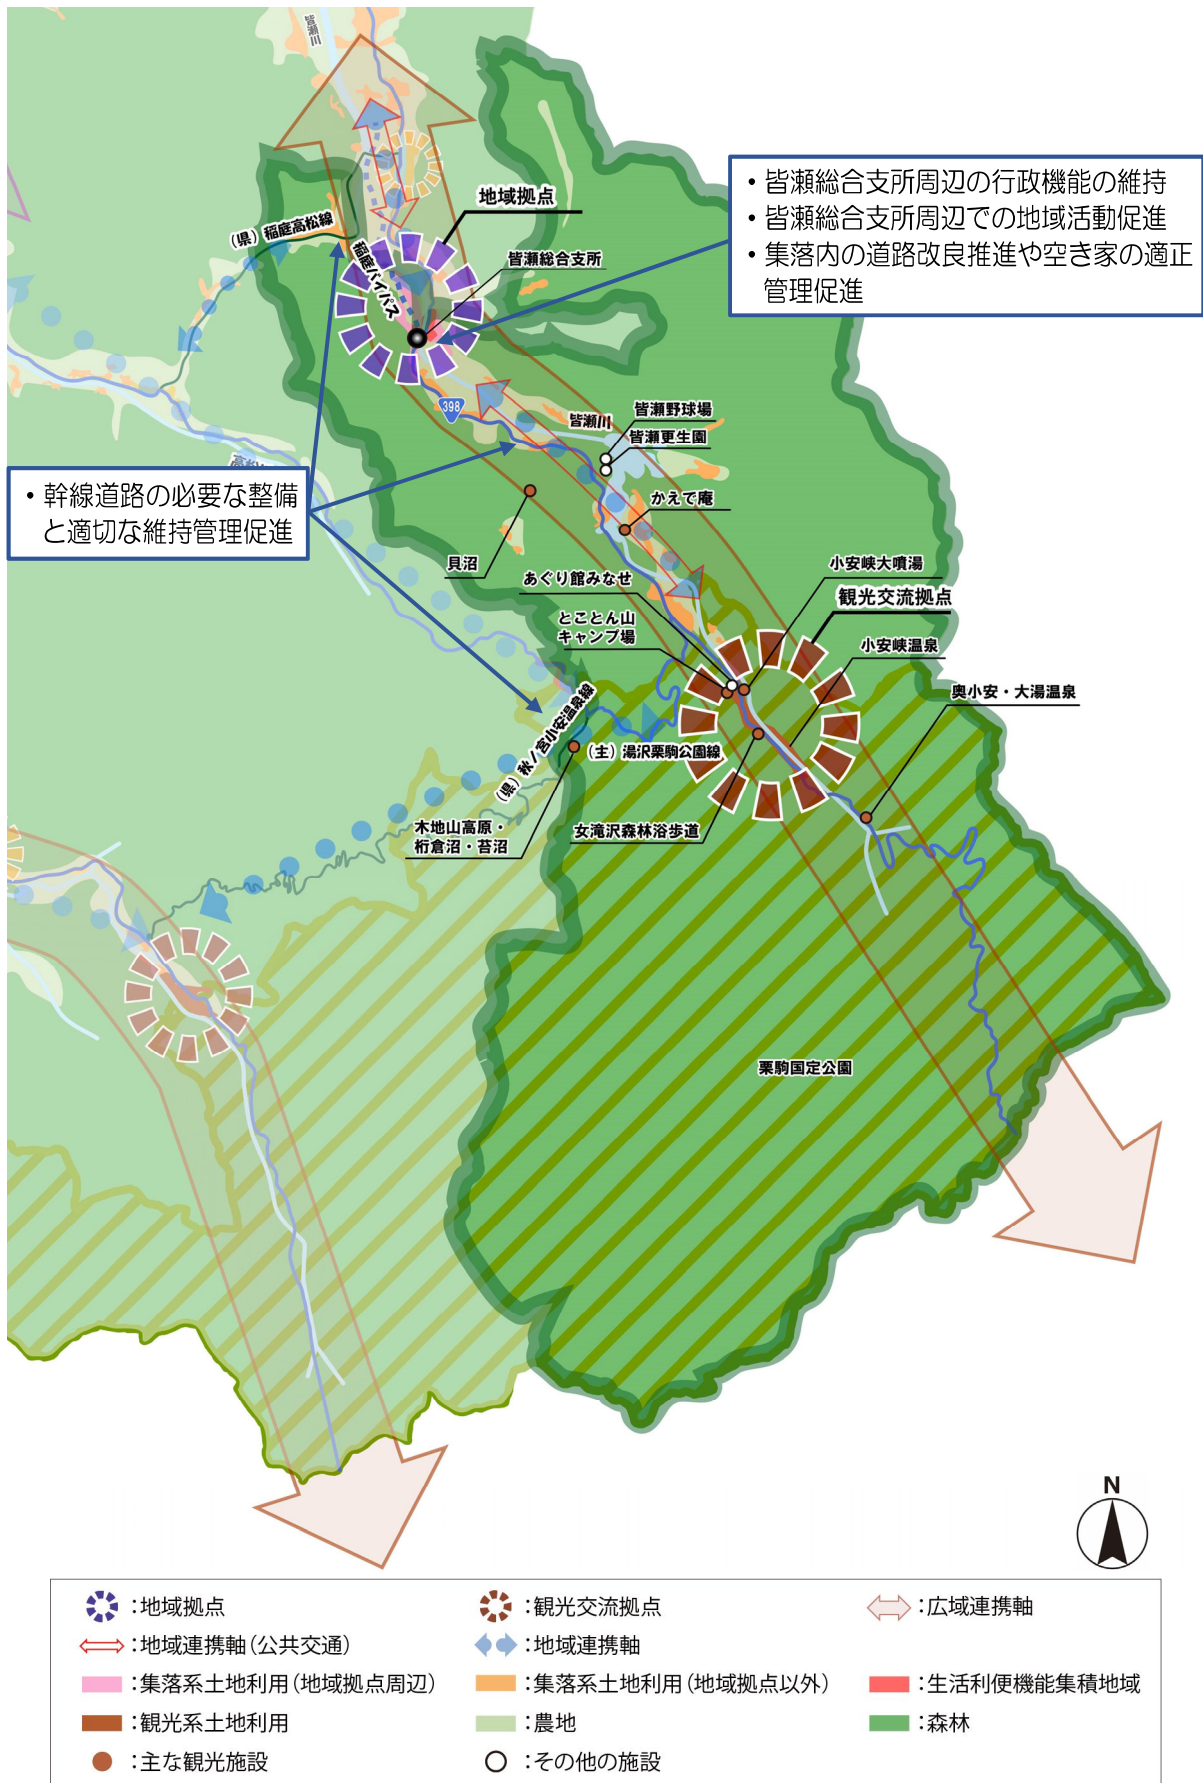 皆瀬川
・皆瀬総合支所周辺の行政機能の維持
・皆瀬総合支所周辺での地域活動促進
・集落内の道路改良推進や空き家の適正
管理促進
地域拠点
(県)稲庭高松線
皆瀬総合支所
稲庭バイパス
398
皆瀬川
皆瀬野球場
皆瀬更生園
・幹線道路の必要な整備
と適切な維持管理促進
かえで庵
貝沼
あぐり館みなせ
小安峡大噴湯
観光交流拠点
とことん山
キャンプ場
小安峡温泉
奥小安・大湯温泉
(県)秋ノ宮小安温泉線
(主)湯沢栗駒公園線
木地山高原・
桁倉沼・苔沼
女滝沢森林浴歩道
栗駒国定公園
N
:地域拠点
:観光交流拠点
:広域連携軸
:地域連携軸(公共交通)
:地域連携軸
:集落系土地利用(地域拠点周辺)
:集落系土地利用(地域拠点以外)
:生活利便機能集積地域
:観光系土地利用
:農地
:森林
:主な観光施設
:その他の施設